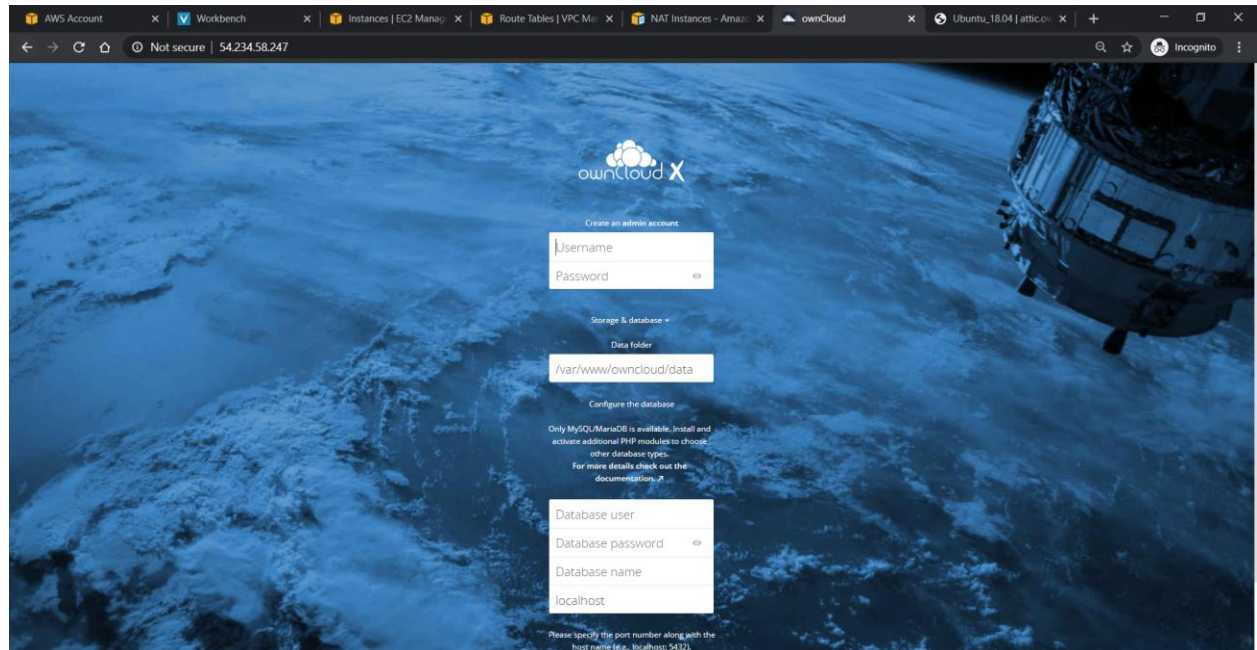 AWS Account
Workbench
Instances | EC2 Manag
Route Tables | VPC Ma
NAT Instances - Amazo
ownCloud
Ubuntu_18.04 | attic.ow
Not secure | 54.234.58.247
Incognito
ownCloud X
Create an admin account
Username
Password
Storage & database
Data folder
/var/www/owncloud/data
Configure the database
Only MySQL/MariaDB is available. Install and
activate additional PHP modules to choose
other database types.
For more details check out the
documentation.
Database user
Database password
Database name
localhost
Please specify the port number along with the
host name (e.g., localhost: 5432).